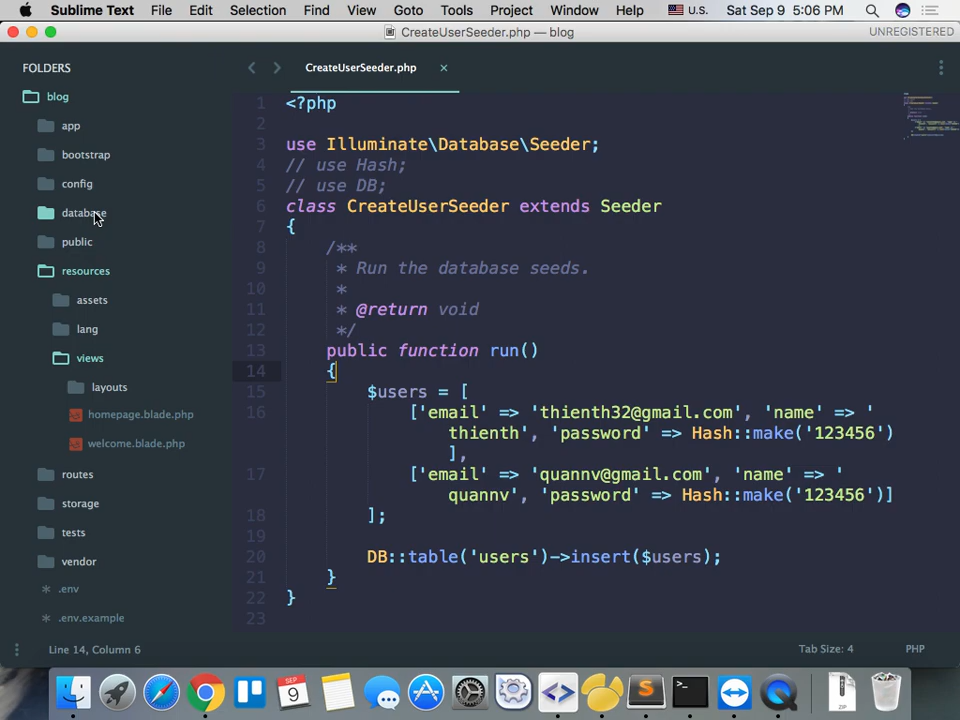 Sublime Text File Edit Selection Find View Goto Tools Project Window Help U.S. Sat Sep 9 5:06 PM
CreateUserSeeder.php — blog UNREGISTERED
FOLDERS
blog
app
bootstrap
config
database
public
resources
assets
lang
views
layouts
homepage.blade.php
welcome.blade.php
routes
storage
tests
vendor
.env
.env.example
CreateUserSeeder.php ×
1 <?php
2
3 use Illuminate\Database\Seeder;
4 // use Hash;
5 // use DB;
6 class CreateUserSeeder extends Seeder
7 {
8 /**
9 * Run the database seeds.
10 *
11 * @return void
12 */
13 public function run()
14 {
15 $users = [
16 ['email' => 'thienth32@gmail.com', 'name' => '
thienth', 'password' => Hash::make('123456')
],
17 ['email' => 'quannv@gmail.com', 'name' => '
quannv', 'password' => Hash::make('123456')]
18 ];
19
20 DB::table('users')->insert($users);
21 }
22 }
23
Line 14, Column 6 Tab Size: 4 PHP
SEP
9
ZIP